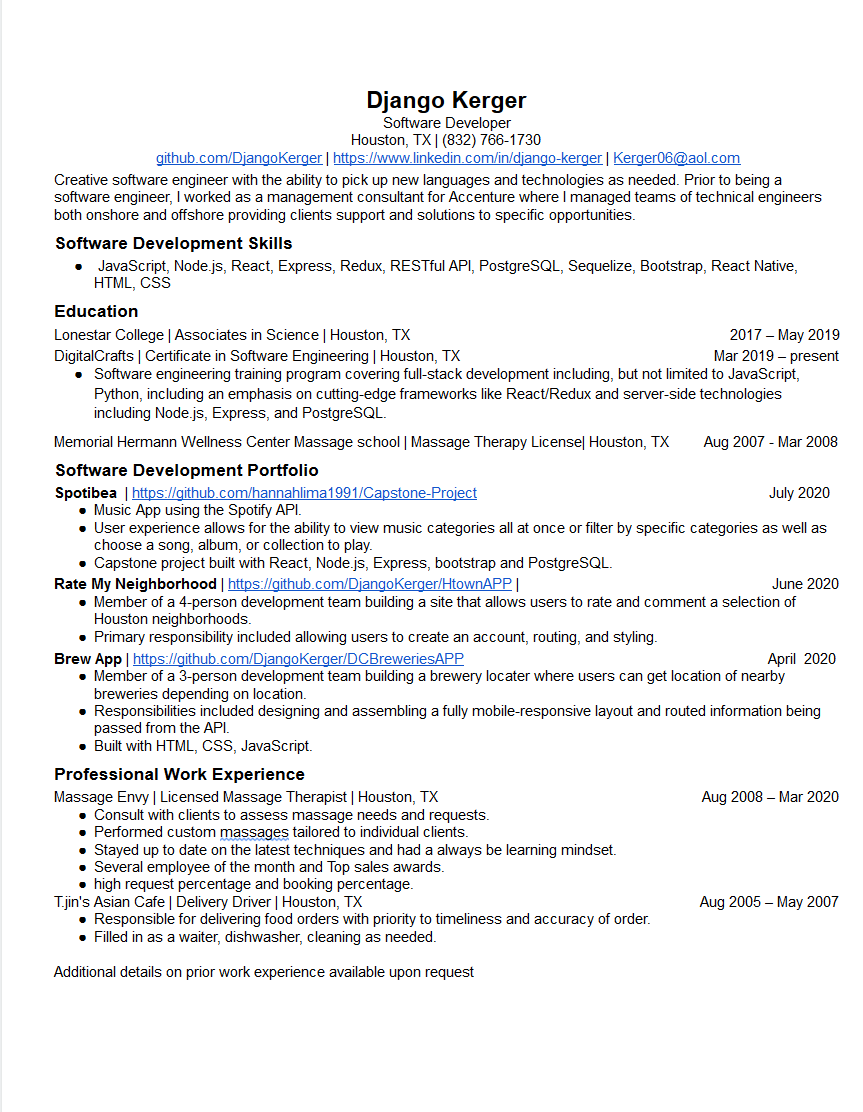 Django Kerger
Software Developer
Houston, TX | (832) 766-1730
github.com/DjangoKerger | https://www.linkedin.com/in/django-kerger | Kerger06@aol.com
Creative software engineer with the ability to pick up new languages and technologies as needed. Prior to being a
software engineer, I worked as a management consultant for Accenture where I managed teams of technical engineers
both onshore and offshore providing clients support and solutions to specific opportunities.
Software Development Skills
● JavaScript, Node.js, React, Express, Redux, RESTful API, PostgreSQL, Sequelize, Bootstrap, React Native,
HTML, CSS
Education
Lonestar College | Associates in Science | Houston, TX 2017 – May 2019
DigitalCrafts | Certificate in Software Engineering | Houston, TX Mar 2019 – present
● Software engineering training program covering full-stack development including, but not limited to JavaScript,
Python, including an emphasis on cutting-edge frameworks like React/Redux and server-side technologies
including Node.js, Express, and PostgreSQL.
Memorial Hermann Wellness Center Massage school | Massage Therapy License| Houston, TX Aug 2007 - Mar 2008
Software Development Portfolio
Spotibea | https://github.com/hannahlima1991/Capstone-Project July 2020
● Music App using the Spotify API.
● User experience allows for the ability to view music categories all at once or filter by specific categories as well as
choose a song, album, or collection to play.
● Capstone project built with React, Node.js, Express, bootstrap and PostgreSQL.
Rate My Neighborhood | https://github.com/DjangoKerger/HtownAPP | June 2020
● Member of a 4-person development team building a site that allows users to rate and comment a selection of
Houston neighborhoods.
● Primary responsibility included allowing users to create an account, routing, and styling.
Brew App | https://github.com/DjangoKerger/DCBreweriesAPP April 2020
● Member of a 3-person development team building a brewery locater where users can get location of nearby
breweries depending on location.
● Responsibilities included designing and assembling a fully mobile-responsive layout and routed information being
passed from the API.
● Built with HTML, CSS, JavaScript.
Professional Work Experience
Massage Envy | Licensed Massage Therapist | Houston, TX Aug 2008 – Mar 2020
● Consult with clients to assess massage needs and requests.
● Performed custom massages tailored to individual clients.
● Stayed up to date on the latest techniques and had a always be learning mindset.
● Several employee of the month and Top sales awards.
● high request percentage and booking percentage.
T.jin's Asian Cafe | Delivery Driver | Houston, TX Aug 2005 – May 2007
● Responsible for delivering food orders with priority to timeliness and accuracy of order.
● Filled in as a waiter, dishwasher, cleaning as needed.
Additional details on prior work experience available upon request